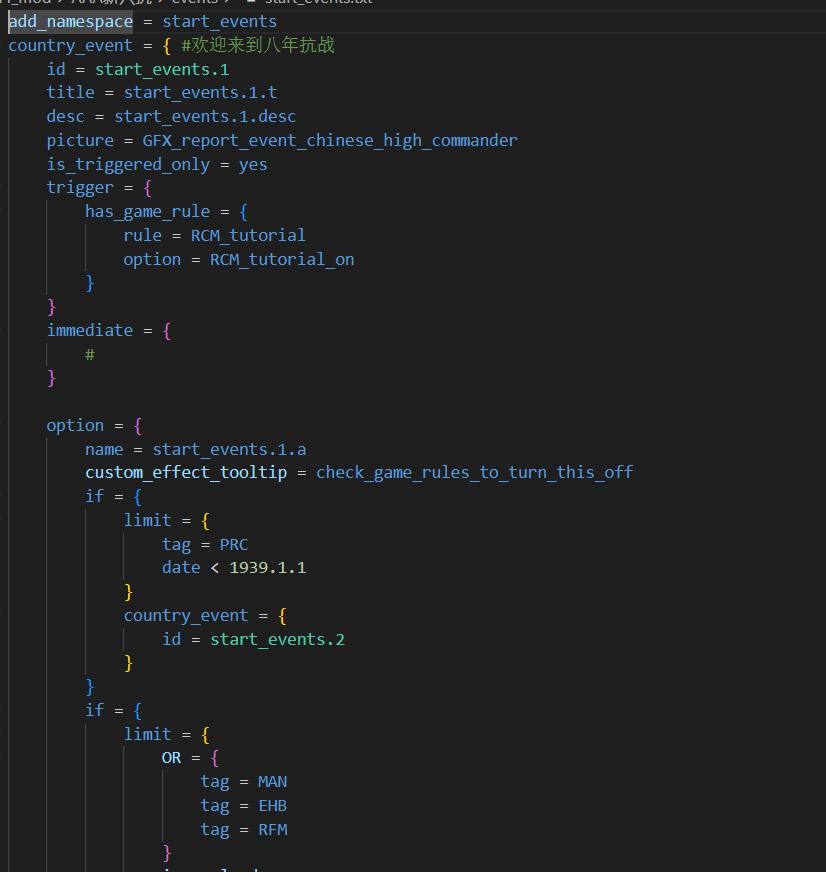 events
start_events.txt
add_namespace = start_events
country_event = { #欢迎来到八年抗战
id = start_events.1
title = start_events.1.t
desc = start_events.1.desc
picture = GFX_report_event_chinese_high_commander
is_triggered_only = yes
trigger = {
has_game_rule = {
rule = RCM_tutorial
option = RCM_tutorial_on
}
}
immediate = {
#
}
option = {
name = start_events.1.a
custom_effect_tooltip = check_game_rules_to_turn_this_off
if = {
limit = {
tag = PRC
date < 1939.1.1
}
country_event = {
id = start_events.2
}
}
if = {
limit = {
OR = {
tag = MAN
tag = EHB
tag = RFM
}